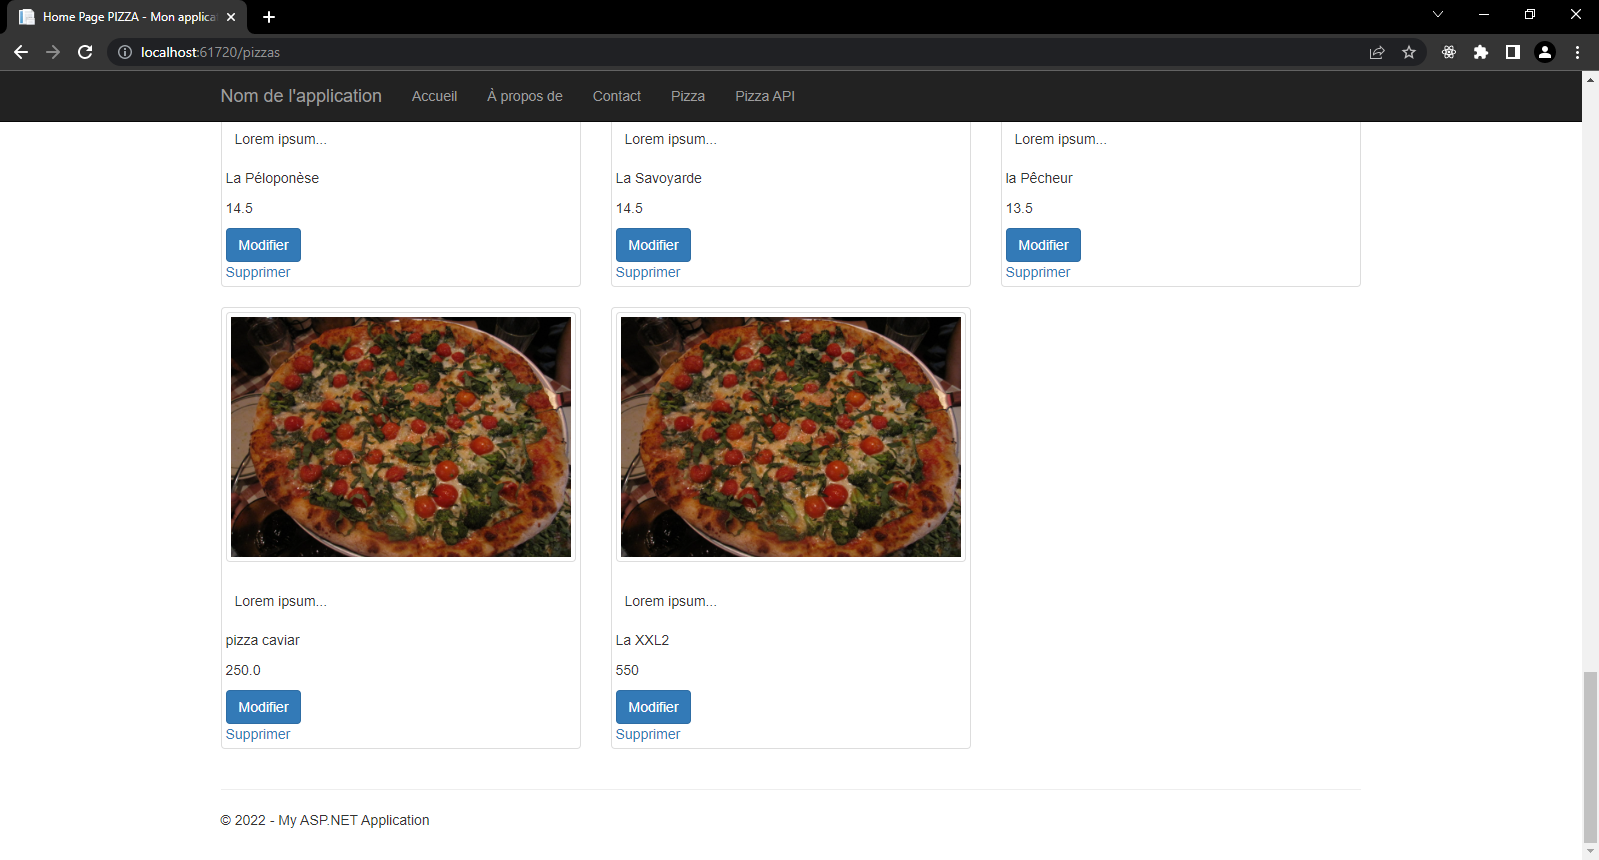 Home Page PIZZA - Mon applica
localhost:61720/pizzas
Nom de l'application Accueil À propos de Contact Pizza Pizza API
Lorem ipsum... Lorem ipsum... Lorem ipsum...
La Péloponèse La Savoyarde la Pêcheur
14.5 14.5 13.5
Modifier Modifier Modifier
Supprimer Supprimer Supprimer
Lorem ipsum... Lorem ipsum...
pizza caviar La XXL2
250.0 550
Modifier Modifier
Supprimer Supprimer
© 2022 - My ASP.NET Application